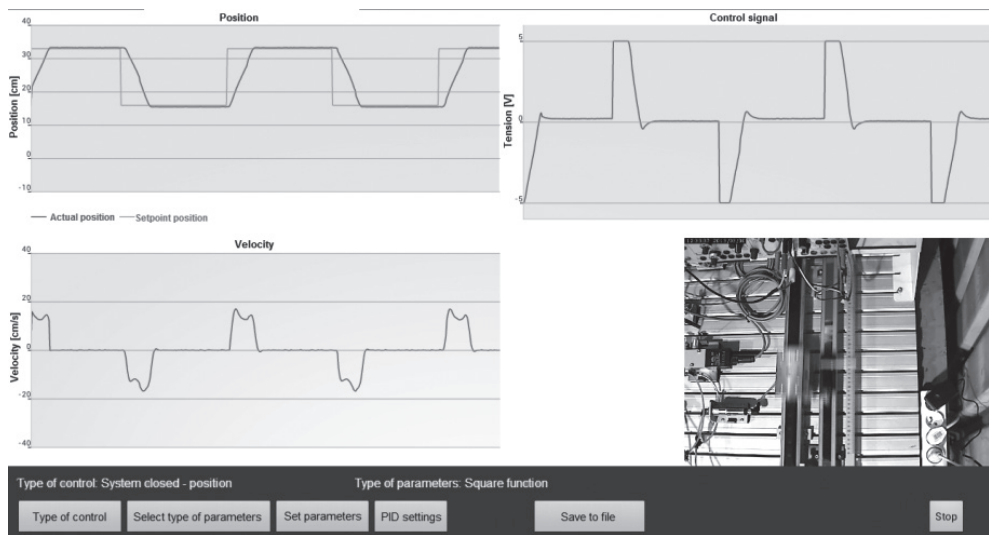 Position
40
30
20
10
0
-10
Position [cm]
Actual position
Setpoint position
Control signal
5
0
-5
Tension [V]
Velocity
40
20
0
-20
-40
Velocity [cm/s]
Type of control: System closed - position
Type of parameters: Square function
Type of control
Select type of parameters
Set parameters
PID settings
Save to file
Stop